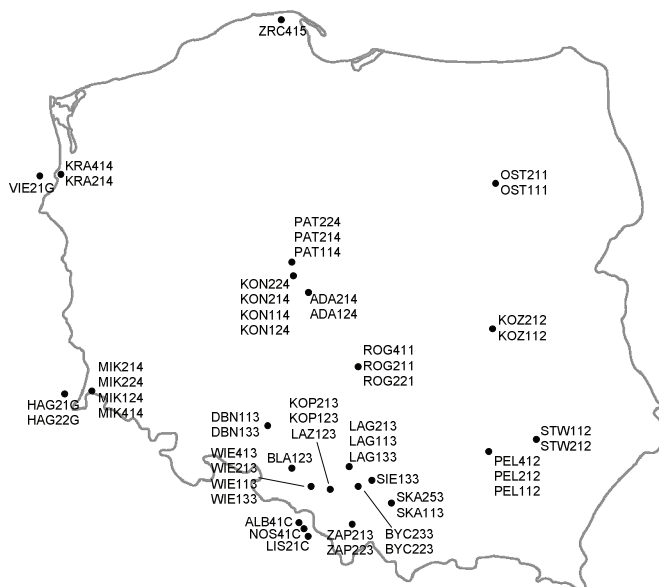 ZRC415
KRA414
KRA214
VIE21G
OST211
OST111
PAT224
PAT214
PAT114
KON224
KON214
KON114
KON124
ADA214
ADA124
KOZ212
KOZ112
ROG411
ROG211
ROG221
MIK214
MIK224
MIK124
MIK414
HAG21G
HAG22G
DBN113
DBN133
KOP213
KOP123
LAZ123
LAG213
LAG113
LAG133
STW112
STW212
WIE413
WIE213
WIE113
WIE133
BLA123
SIE133
PEL412
PEL212
PEL112
SKA253
SKA113
ALB41C
NOS41C
LIS21C
ZAP213
ZAP223
BYC233
BYC223